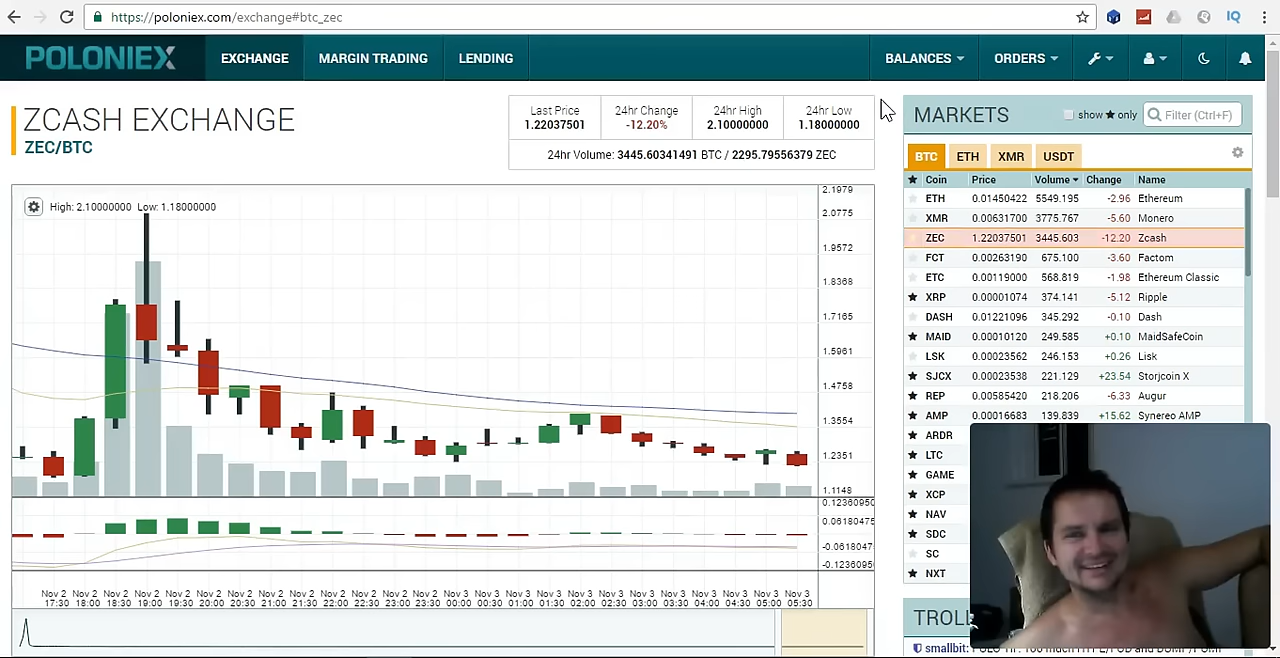 https://poloniex.com/exchange#btc_zec
POLONIEX EXCHANGE MARGIN TRADING LENDING BALANCES ORDERS
ZCASH EXCHANGE
ZEC/BTC
Last Price 24hr Change 24hr High 24hr Low
1.22037501 -12.20% 2.10000000 1.18000000
24hr Volume: 3445.60341491 BTC / 2295.79556379 ZEC
High: 2.10000000 Low: 1.18000000
2.1979
2.0775
1.9572
1.8368
1.7165
1.5961
1.4758
1.3554
1.2351
1.1148
0.12360950
0.06180475
-0.0618047
-0.1236095
Nov 2 Nov 2 Nov 2 Nov 2 Nov 2 Nov 2 Nov 2 Nov 2 Nov 2 Nov 2 Nov 2 Nov 2 Nov 2 Nov 3 Nov 3 Nov 3 Nov 3 Nov 3 Nov 3 Nov 3 Nov 3 Nov 3 Nov 3 Nov 3 Nov 3
17:30 18:00 18:30 19:00 19:30 20:00 20:30 21:00 21:30 22:00 22:30 23:00 23:30 00:00 00:30 01:00 01:30 02:00 02:30 03:00 03:30 04:00 04:30 05:00 05:30
MARKETS show ★ only Filter (Ctrl+F)
BTC ETH XMR USDT
★ Coin Price Volume Change Name
ETH 0.01450422 5549.195 -2.96 Ethereum
XMR 0.00631700 3775.767 -5.60 Monero
ZEC 1.22037501 3445.603 -12.20 Zcash
FCT 0.00263190 675.100 -3.60 Factom
ETC 0.00119000 568.819 -1.98 Ethereum Classic
★ XRP 0.00001074 374.141 -5.12 Ripple
DASH 0.01221096 345.292 -0.10 Dash
★ MAID 0.00010120 249.585 +0.10 MaidSafeCoin
LSK 0.00023562 246.153 +0.26 Lisk
★ SJCX 0.00023538 221.129 +23.54 Storjcoin X
★ REP 0.00585420 218.206 -6.33 Augur
★ AMP 0.00016683 139.839 +15.62 Synereo AMP
★ ARDR
★ LTC
★ GAME
★ XCP
★ NAV
★ SDC
SC
★ NXT
TROLL
smallbit: